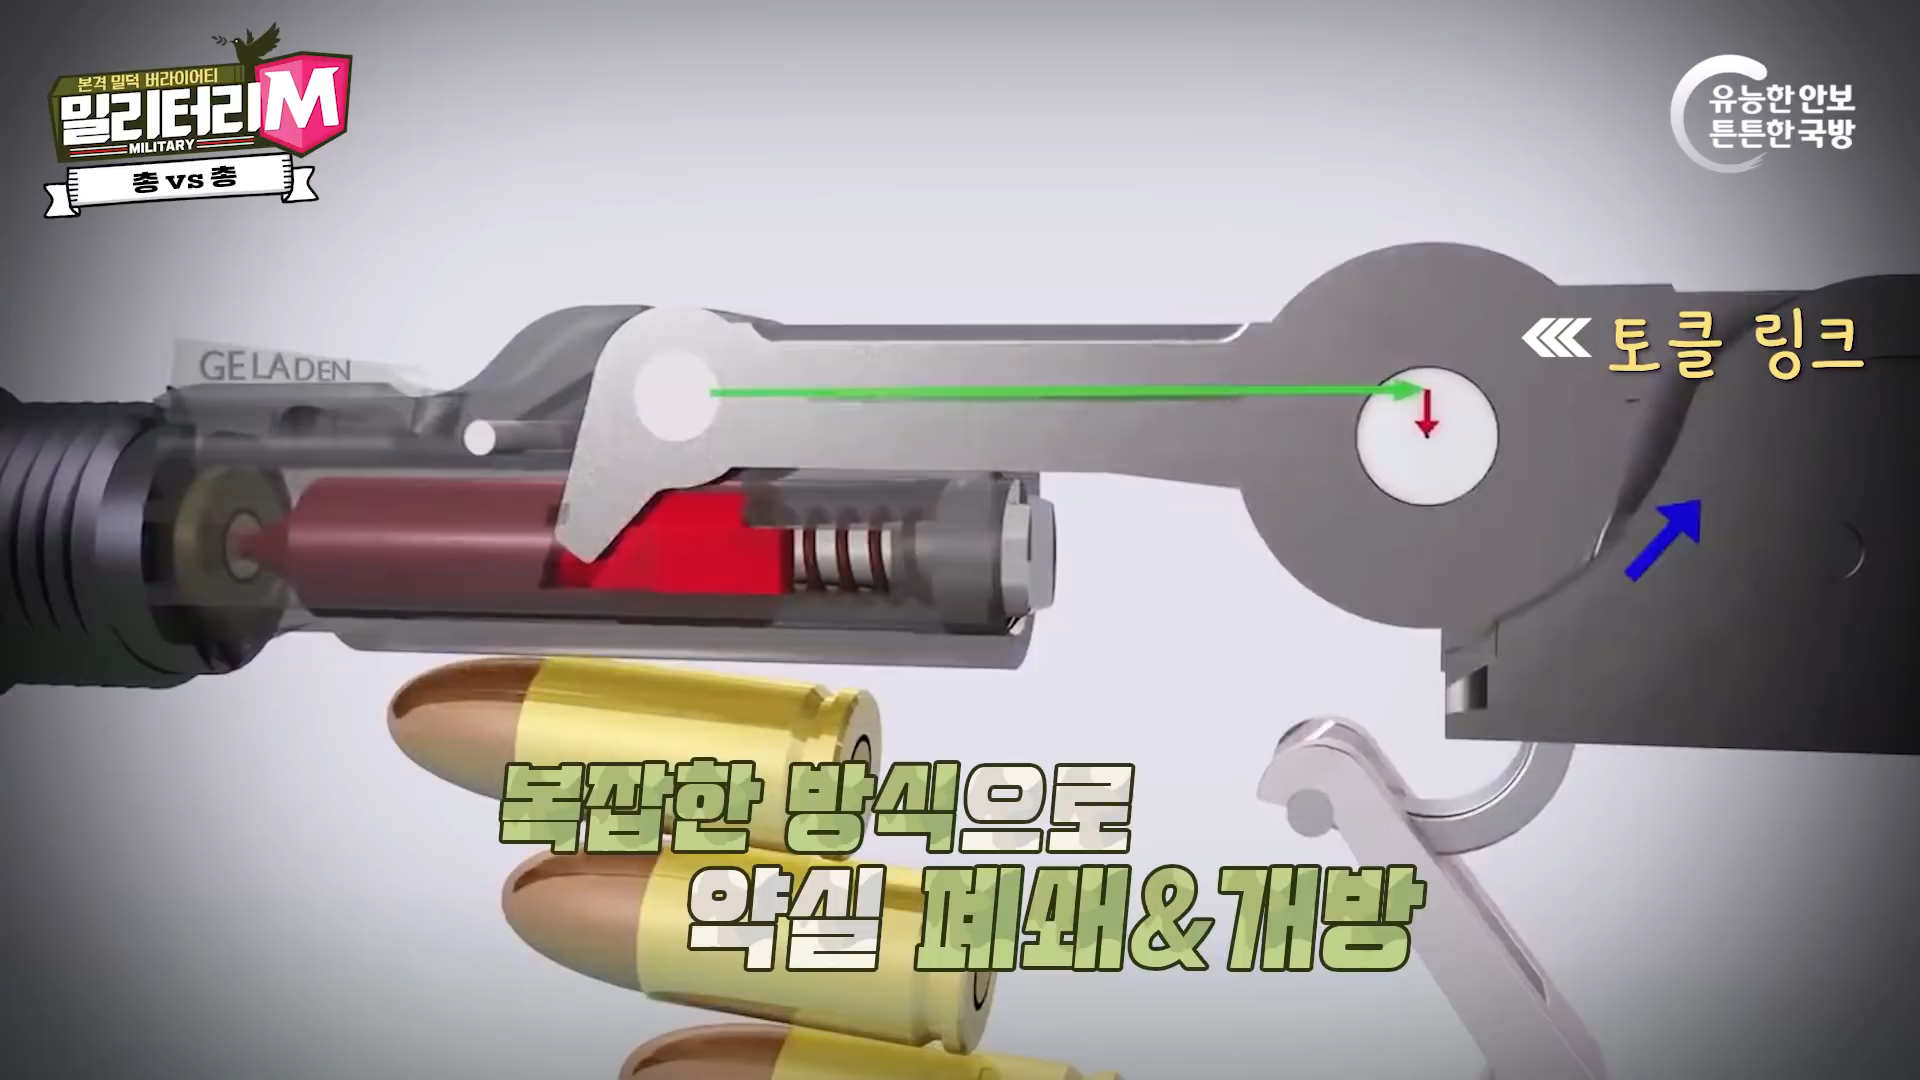 본격 밀덕 버라이어티
밀리터리M
MILITARY
총 vs 총
유능한 안보
튼튼한 국방
GELADEN
토클 링크
복잡한 방식으로
약실 폐쇄&개방